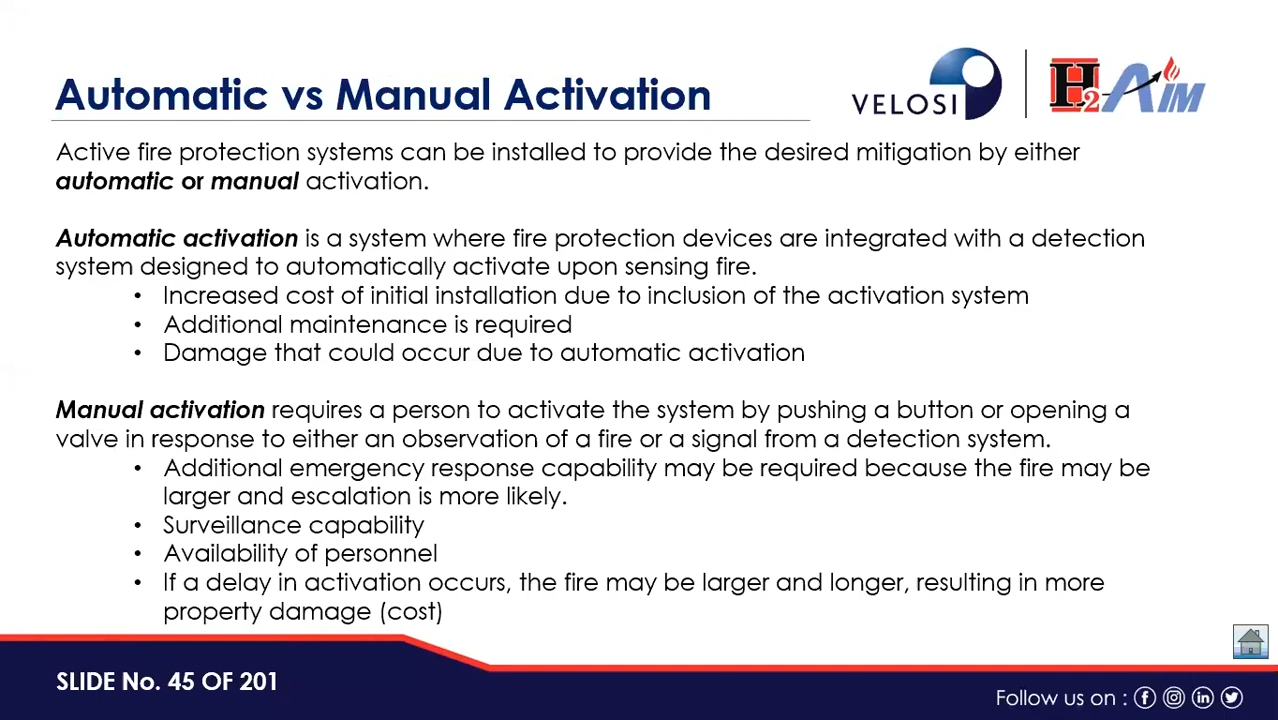 Automatic vs Manual Activation
VELOSI
H2-AIM
Active fire protection systems can be installed to provide the desired mitigation by either
automatic or manual activation.
Automatic activation is a system where fire protection devices are integrated with a detection
system designed to automatically activate upon sensing fire.
• Increased cost of initial installation due to inclusion of the activation system
• Additional maintenance is required
• Damage that could occur due to automatic activation
Manual activation requires a person to activate the system by pushing a button or opening a
valve in response to either an observation of a fire or a signal from a detection system.
• Additional emergency response capability may be required because the fire may be
larger and escalation is more likely.
• Surveillance capability
• Availability of personnel
• If a delay in activation occurs, the fire may be larger and longer, resulting in more
property damage (cost)
SLIDE No. 45 OF 201
Follow us on :